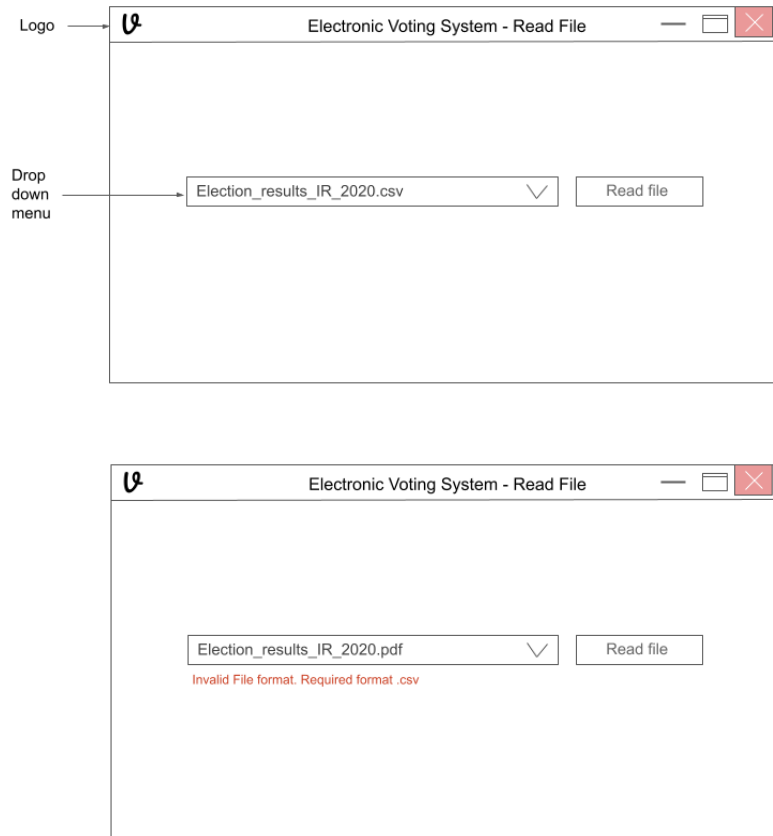 Logo
Electronic Voting System - Read File
Drop
down
menu
Election_results_IR_2020.csv
Read file
Electronic Voting System - Read File
Election_results_IR_2020.pdf
Read file
Invalid File format. Required format .csv